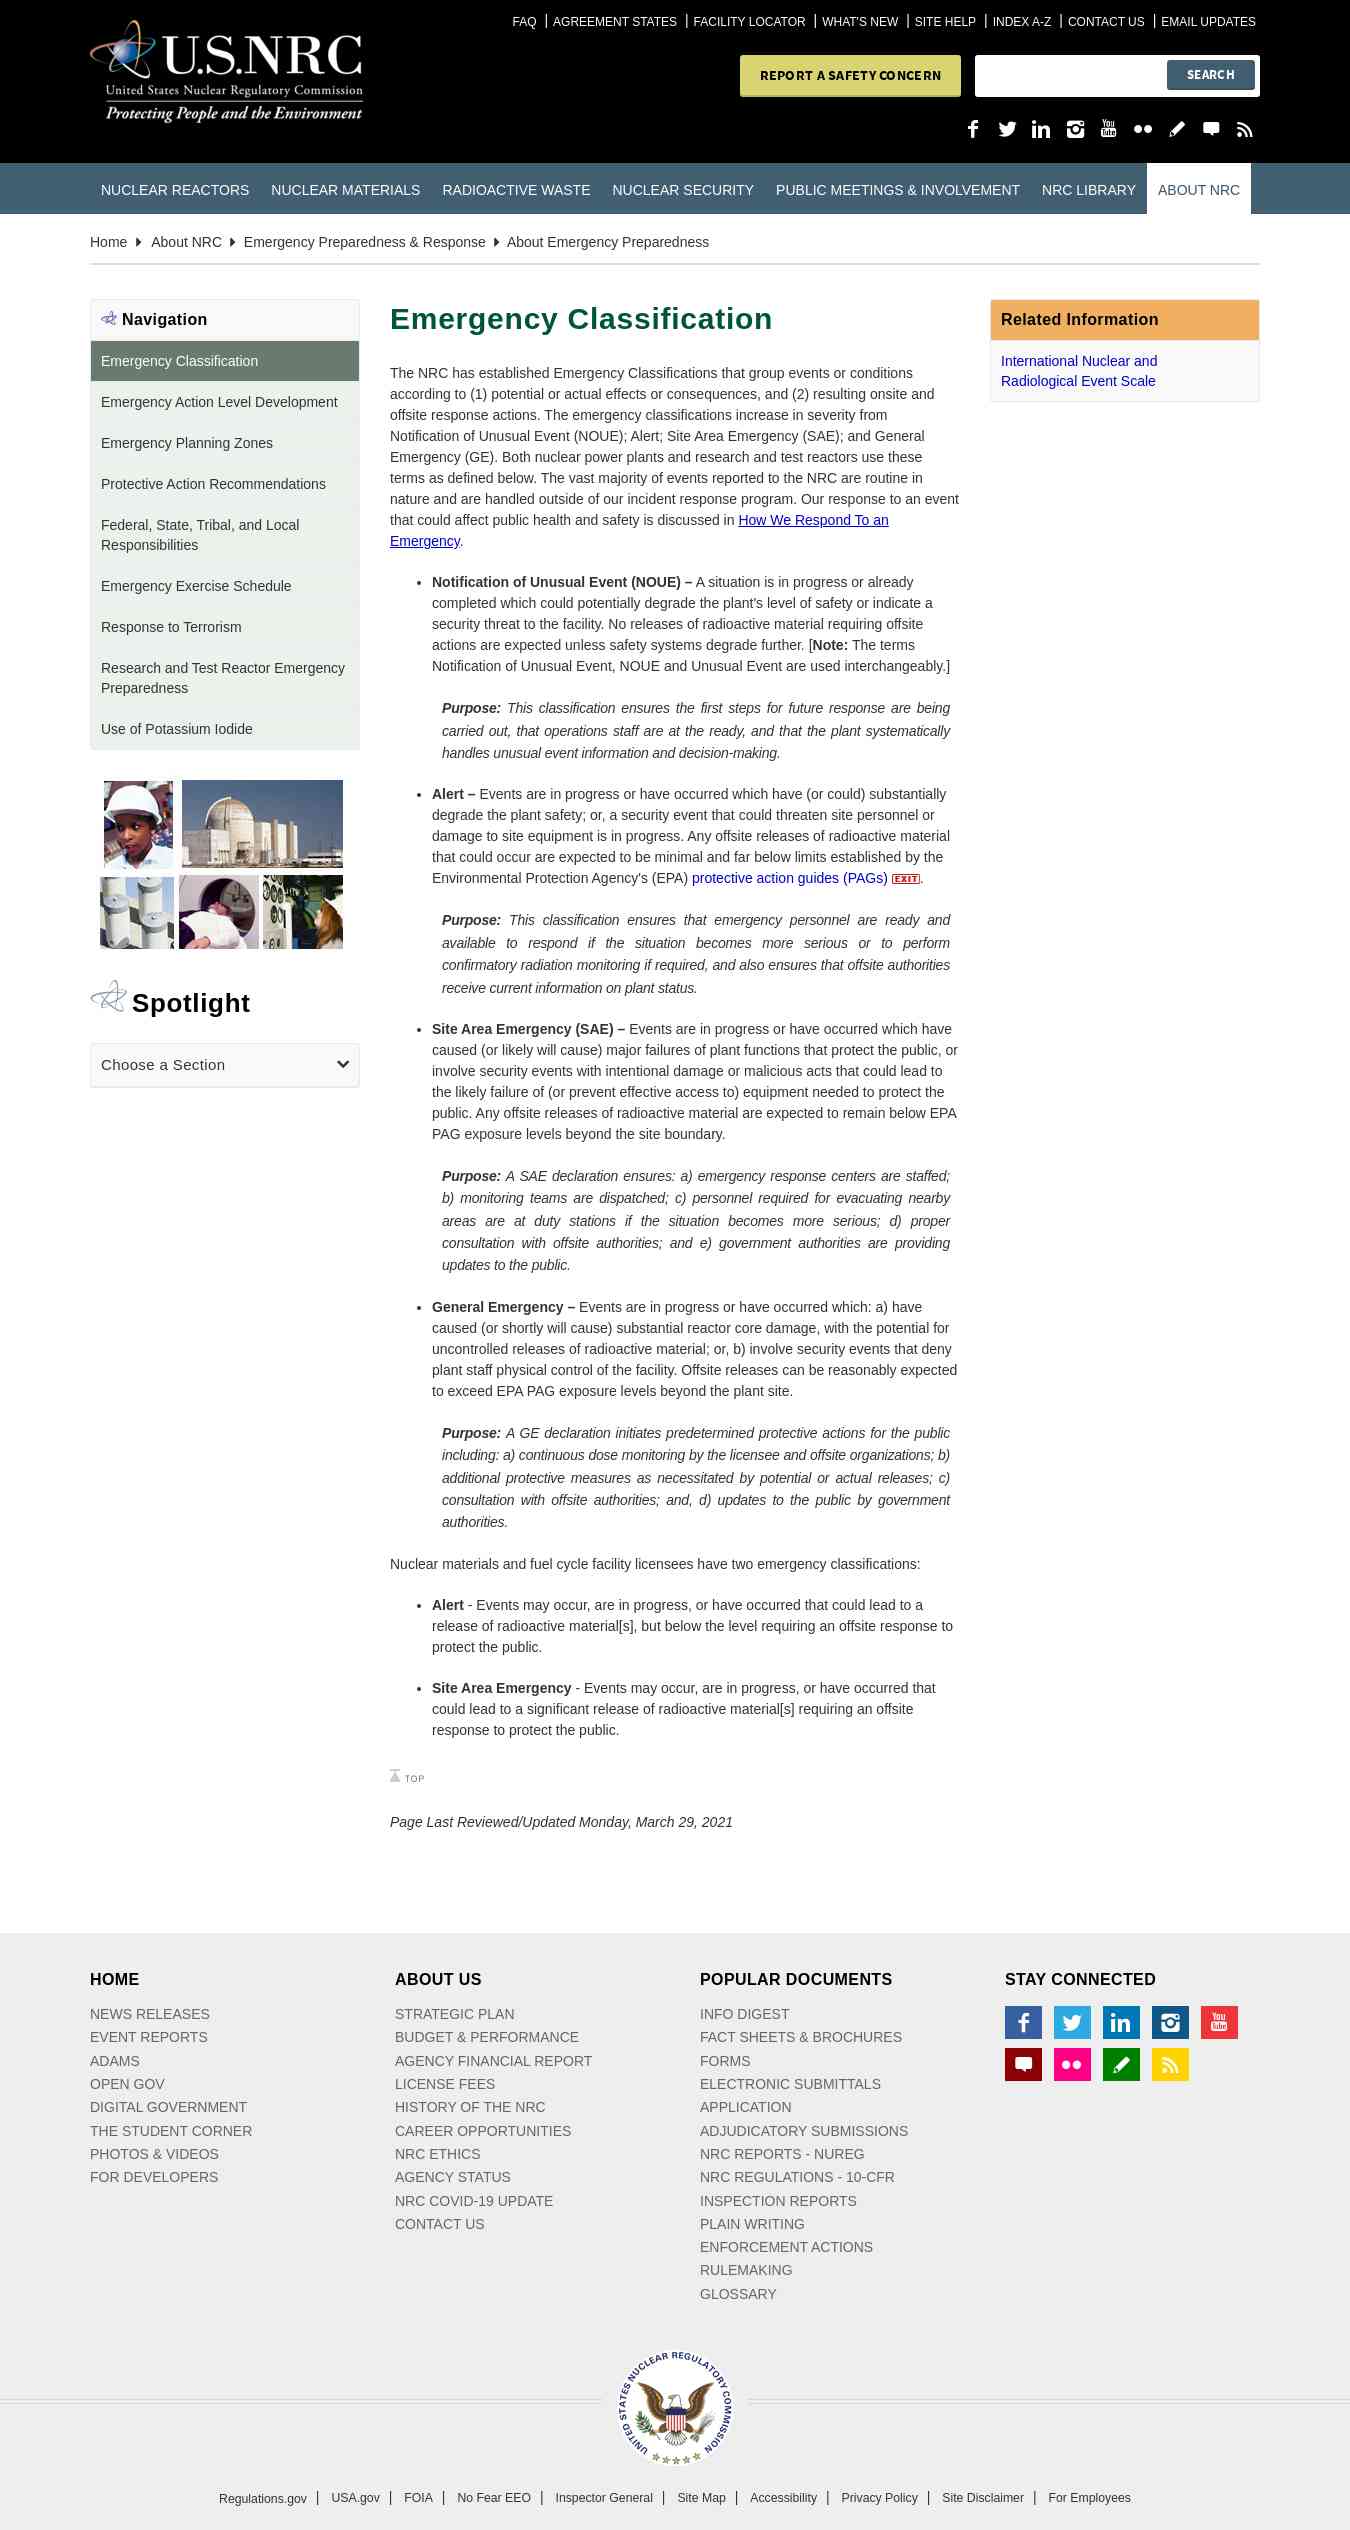 FAQ | AGREEMENT STATES | FACILITY LOCATOR | WHAT'S NEW | SITE HELP | INDEX A-Z | CONTACT US | EMAIL UPDATES
U.S.NRC
United States Nuclear Regulatory Commission
Protecting People and the Environment
REPORT A SAFETY CONCERN
SEARCH
NUCLEAR REACTORS NUCLEAR MATERIALS RADIOACTIVE WASTE NUCLEAR SECURITY PUBLIC MEETINGS & INVOLVEMENT NRC LIBRARY ABOUT NRC
Home About NRC Emergency Preparedness & Response About Emergency Preparedness
Navigation
Emergency Classification
Emergency Action Level Development
Emergency Planning Zones
Protective Action Recommendations
Federal, State, Tribal, and Local
Responsibilities
Emergency Exercise Schedule
Response to Terrorism
Research and Test Reactor Emergency
Preparedness
Use of Potassium Iodide
Spotlight
Choose a Section
Emergency Classification
The NRC has established Emergency Classifications that group events or conditions
according to (1) potential or actual effects or consequences, and (2) resulting onsite and
offsite response actions. The emergency classifications increase in severity from
Notification of Unusual Event (NOUE); Alert; Site Area Emergency (SAE); and General
Emergency (GE). Both nuclear power plants and research and test reactors use these
terms as defined below. The vast majority of events reported to the NRC are routine in
nature and are handled outside of our incident response program. Our response to an event
that could affect public health and safety is discussed in How We Respond To an
Emergency.
• Notification of Unusual Event (NOUE) – A situation is in progress or already
completed which could potentially degrade the plant's level of safety or indicate a
security threat to the facility. No releases of radioactive material requiring offsite
actions are expected unless safety systems degrade further. [Note: The terms
Notification of Unusual Event, NOUE and Unusual Event are used interchangeably.]
Purpose: This classification ensures the first steps for future response are being
carried out, that operations staff are at the ready, and that the plant systematically
handles unusual event information and decision-making.
• Alert – Events are in progress or have occurred which have (or could) substantially
degrade the plant safety; or, a security event that could threaten site personnel or
damage to site equipment is in progress. Any offsite releases of radioactive material
that could occur are expected to be minimal and far below limits established by the
Environmental Protection Agency's (EPA) protective action guides (PAGs) EXIT.
Purpose: This classification ensures that emergency personnel are ready and
available to respond if the situation becomes more serious or to perform
confirmatory radiation monitoring if required, and also ensures that offsite authorities
receive current information on plant status.
• Site Area Emergency (SAE) – Events are in progress or have occurred which have
caused (or likely will cause) major failures of plant functions that protect the public, or
involve security events with intentional damage or malicious acts that could lead to
the likely failure of (or prevent effective access to) equipment needed to protect the
public. Any offsite releases of radioactive material are expected to remain below EPA
PAG exposure levels beyond the site boundary.
Purpose: A SAE declaration ensures: a) emergency response centers are staffed;
b) monitoring teams are dispatched; c) personnel required for evacuating nearby
areas are at duty stations if the situation becomes more serious; d) proper
consultation with offsite authorities; and e) government authorities are providing
updates to the public.
• General Emergency – Events are in progress or have occurred which: a) have
caused (or shortly will cause) substantial reactor core damage, with the potential for
uncontrolled releases of radioactive material; or, b) involve security events that deny
plant staff physical control of the facility. Offsite releases can be reasonably expected
to exceed EPA PAG exposure levels beyond the plant site.
Purpose: A GE declaration initiates predetermined protective actions for the public
including: a) continuous dose monitoring by the licensee and offsite organizations; b)
additional protective measures as necessitated by potential or actual releases; c)
consultation with offsite authorities; and, d) updates to the public by government
authorities.
Nuclear materials and fuel cycle facility licensees have two emergency classifications:
• Alert - Events may occur, are in progress, or have occurred that could lead to a
release of radioactive material[s], but below the level requiring an offsite response to
protect the public.
• Site Area Emergency - Events may occur, are in progress, or have occurred that
could lead to a significant release of radioactive material[s] requiring an offsite
response to protect the public.
TOP
Page Last Reviewed/Updated Monday, March 29, 2021
Related Information
International Nuclear and
Radiological Event Scale
HOME
NEWS RELEASES
EVENT REPORTS
ADAMS
OPEN GOV
DIGITAL GOVERNMENT
THE STUDENT CORNER
PHOTOS & VIDEOS
FOR DEVELOPERS
ABOUT US
STRATEGIC PLAN
BUDGET & PERFORMANCE
AGENCY FINANCIAL REPORT
LICENSE FEES
HISTORY OF THE NRC
CAREER OPPORTUNITIES
NRC ETHICS
AGENCY STATUS
NRC COVID-19 UPDATE
CONTACT US
POPULAR DOCUMENTS
INFO DIGEST
FACT SHEETS & BROCHURES
FORMS
ELECTRONIC SUBMITTALS
APPLICATION
ADJUDICATORY SUBMISSIONS
NRC REPORTS - NUREG
NRC REGULATIONS - 10-CFR
INSPECTION REPORTS
PLAIN WRITING
ENFORCEMENT ACTIONS
RULEMAKING
GLOSSARY
STAY CONNECTED
You Tube
UNITED STATES NUCLEAR REGULATORY COMMISSION
Regulations.gov | USA.gov | FOIA | No Fear EEO | Inspector General | Site Map | Accessibility | Privacy Policy | Site Disclaimer | For Employees